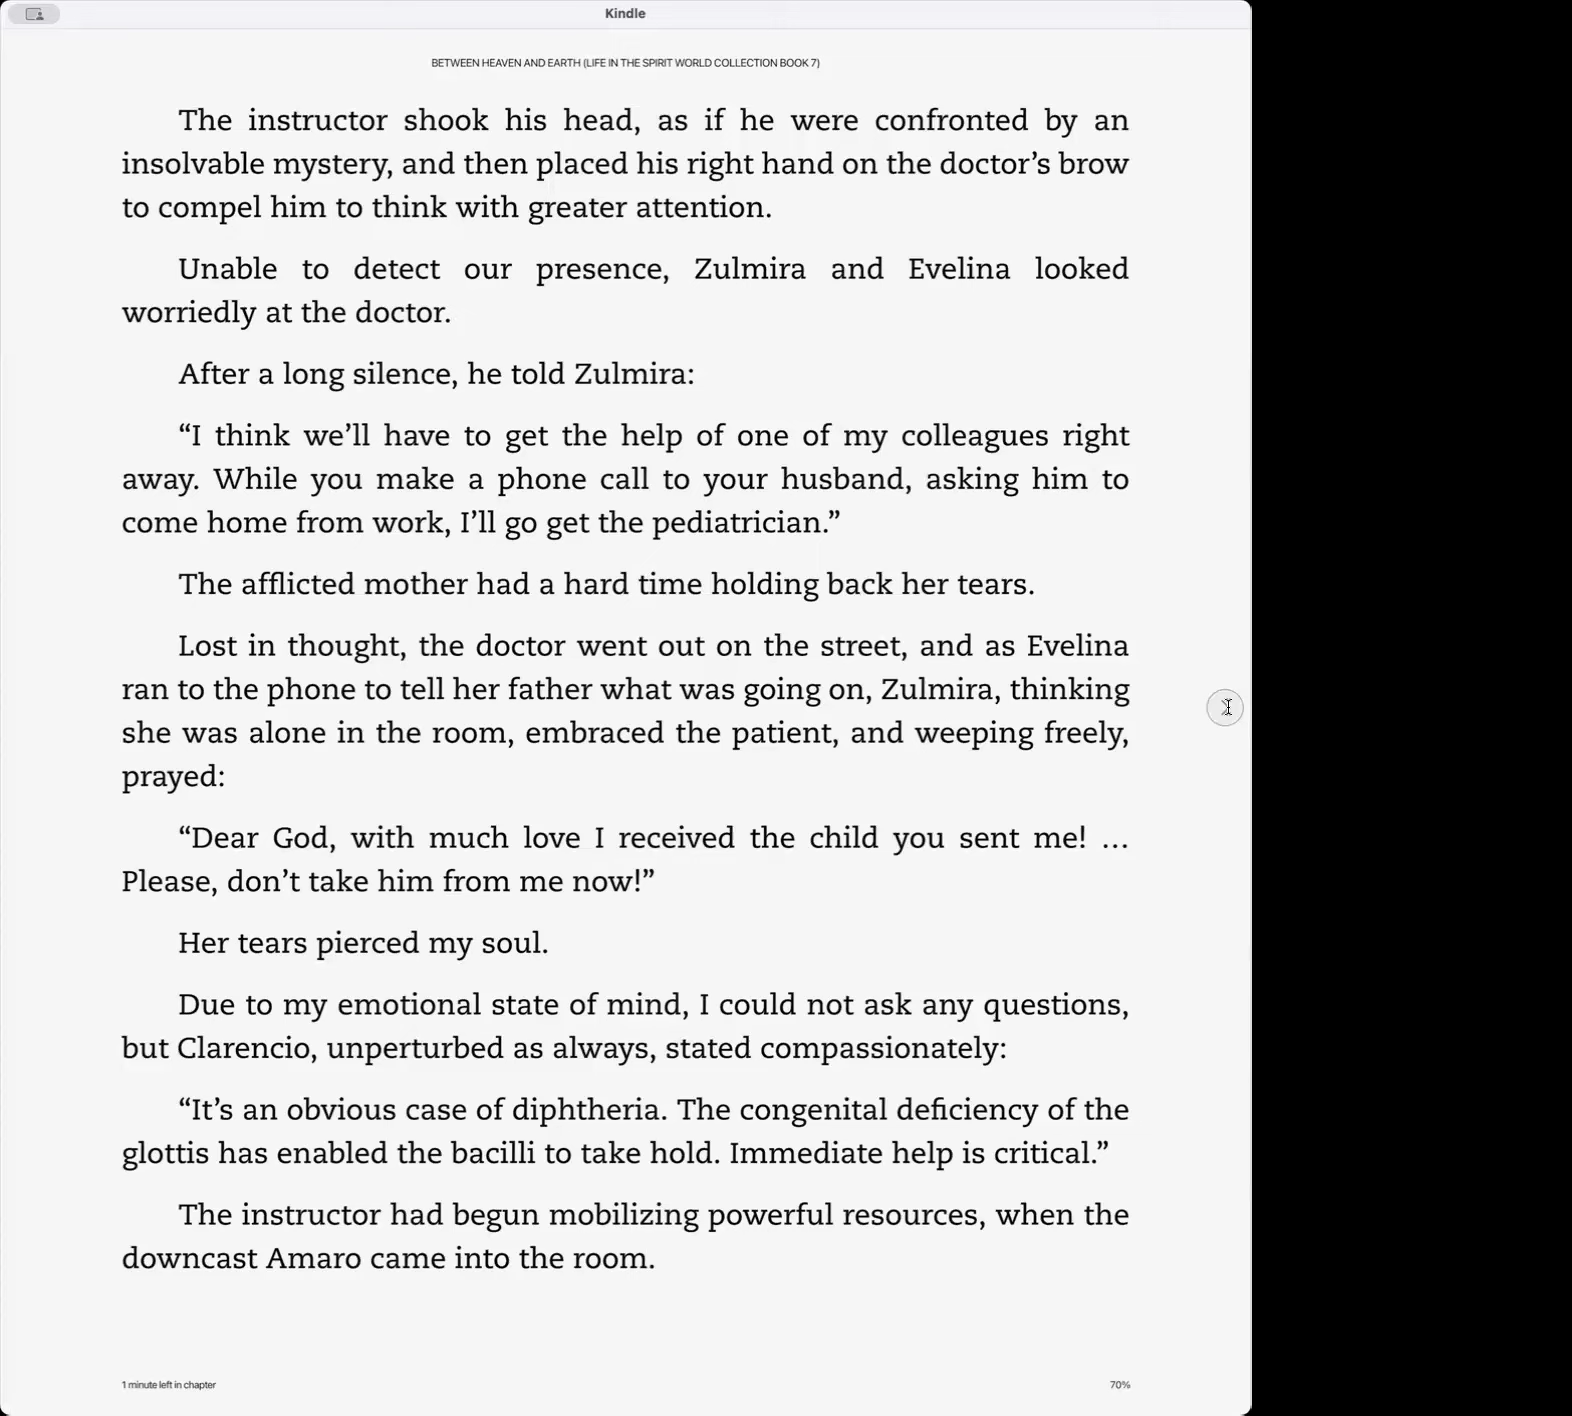 Kindle
BETWEEN HEAVEN AND EARTH (LIFE IN THE SPIRIT WORLD COLLECTION BOOK 7)
The instructor shook his head, as if he were confronted by an
insolvable mystery, and then placed his right hand on the doctor’s brow
to compel him to think with greater attention.
Unable to detect our presence, Zulmira and Evelina looked
worriedly at the doctor.
After a long silence, he told Zulmira:
“I think we’ll have to get the help of one of my colleagues right
away. While you make a phone call to your husband, asking him to
come home from work, I’ll go get the pediatrician.”
The afflicted mother had a hard time holding back her tears.
Lost in thought, the doctor went out on the street, and as Evelina
ran to the phone to tell her father what was going on, Zulmira, thinking
she was alone in the room, embraced the patient, and weeping freely,
prayed:
“Dear God, with much love I received the child you sent me! …
Please, don’t take him from me now!”
Her tears pierced my soul.
Due to my emotional state of mind, I could not ask any questions,
but Clarencio, unperturbed as always, stated compassionately:
“It’s an obvious case of diphtheria. The congenital deficiency of the
glottis has enabled the bacilli to take hold. Immediate help is critical.”
The instructor had begun mobilizing powerful resources, when the
downcast Amaro came into the room.
1 minute left in chapter
70%